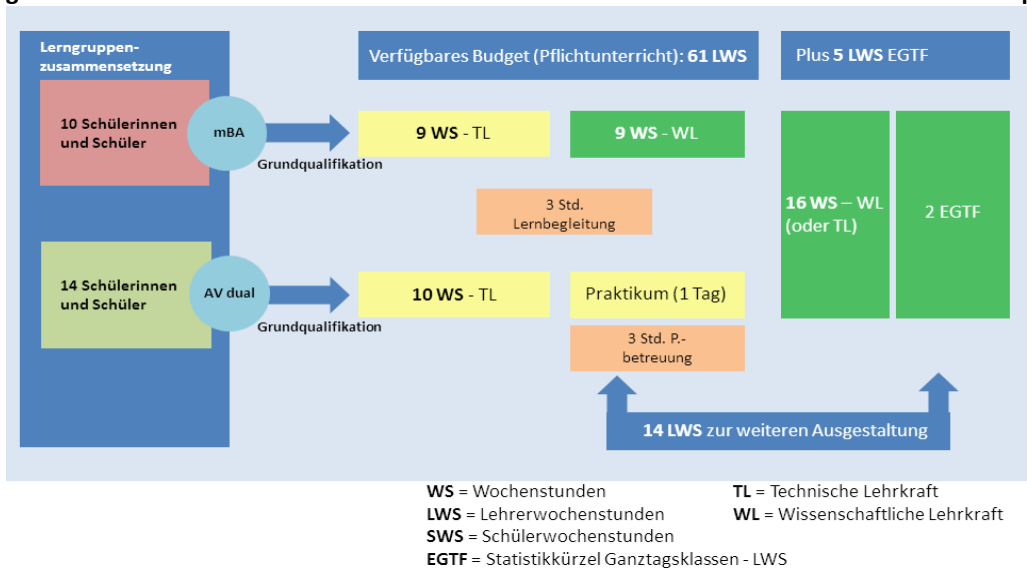 Lerngruppen-
zusammensetzung
Verfügbares Budget (Pflichtunterricht): 61 LWS
Plus 5 LWS EGTF
10 Schülerinnen
und Schüler
mBA
Grundqualifikation
9 WS - TL
9 WS - WL
3 Std.
Lernbegleitung
16 WS – WL
(oder TL)
2 EGTF
14 Schülerinnen
und Schüler
AV dual
Grundqualifikation
10 WS - TL
Praktikum (1 Tag)
3 Std. P.-
betreuung
14 LWS zur weiteren Ausgestaltung
WS = Wochenstunden
TL = Technische Lehrkraft
LWS = Lehrerwochenstunden
WL = Wissenschaftliche Lehrkraft
SWS = Schülerwochenstunden
EGTF = Statistikkürzel Ganztagsklassen - LWS